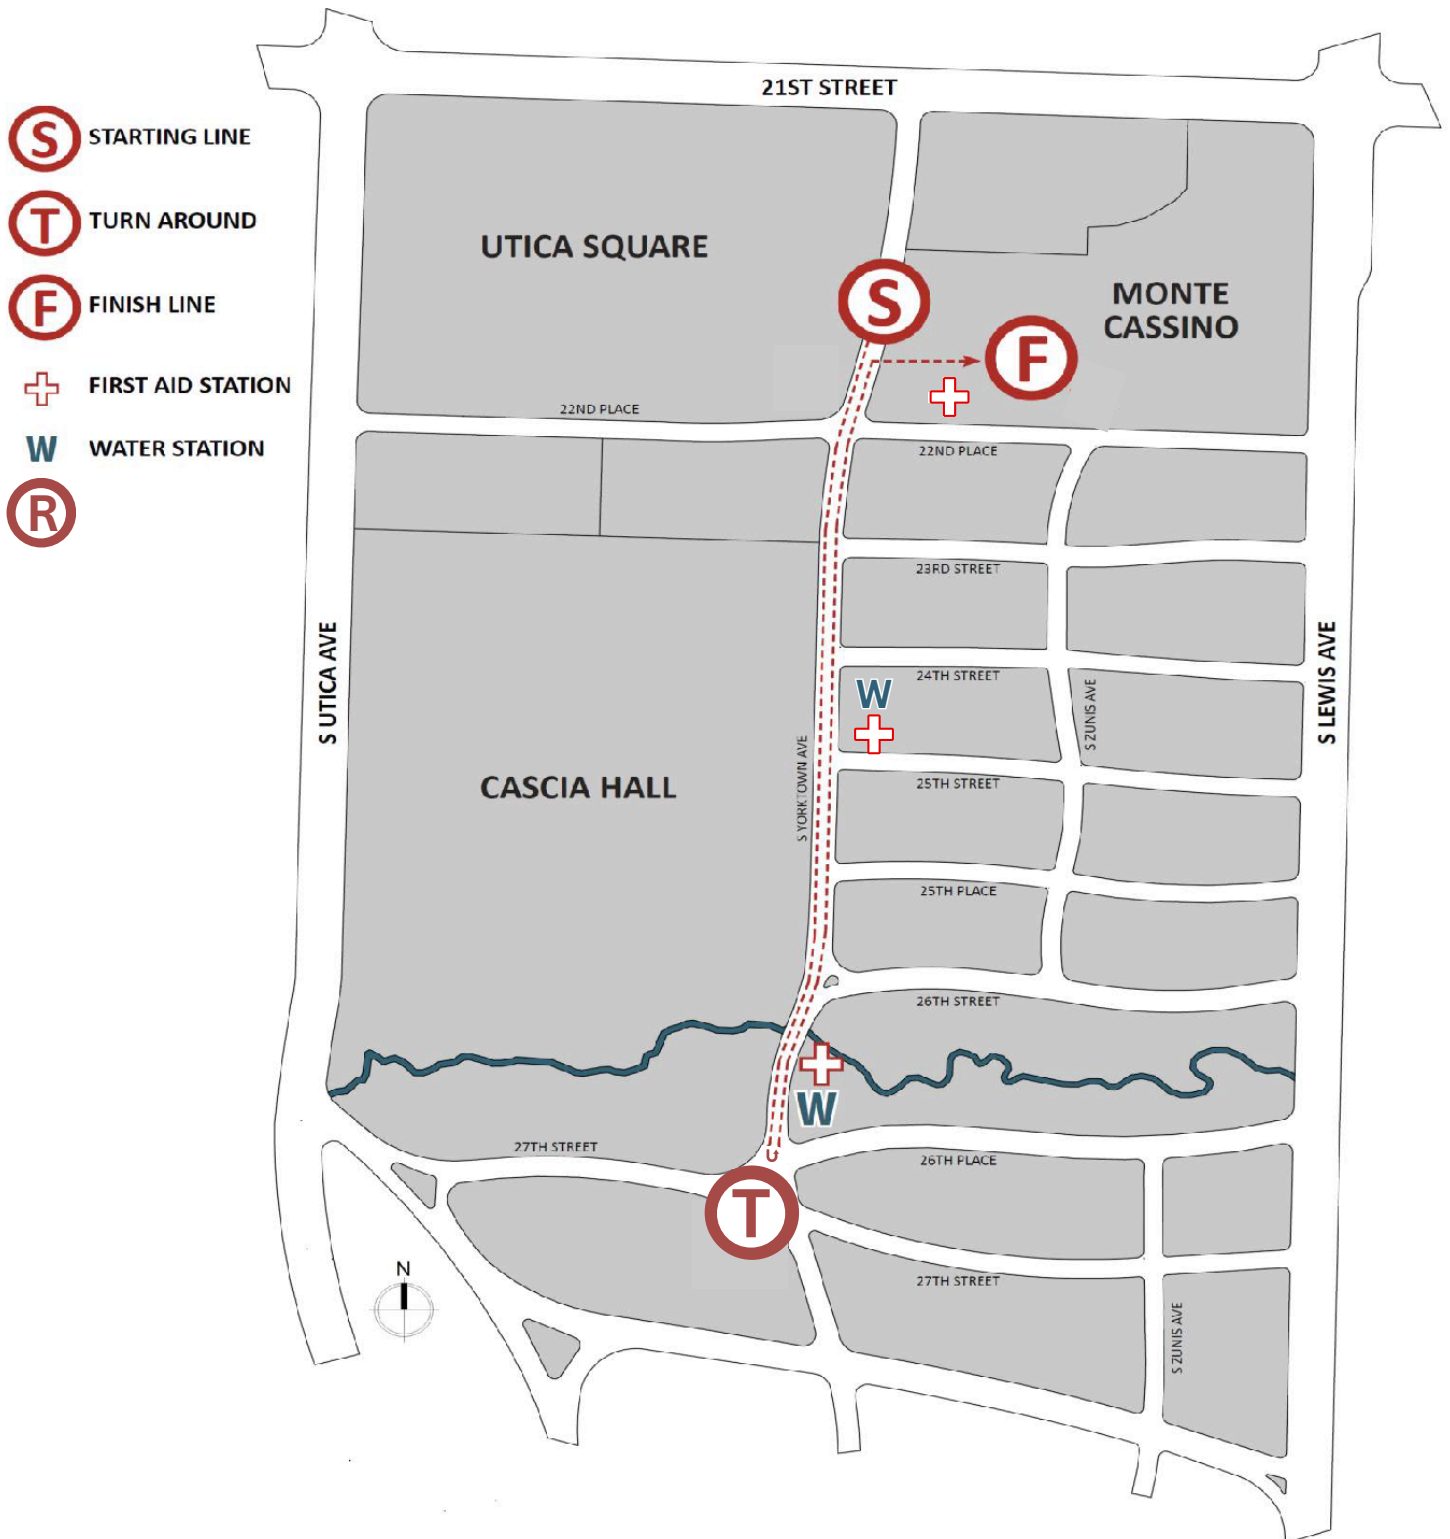 21ST STREET
S STARTING LINE
T TURN AROUND
F FINISH LINE
FIRST AID STATION
W WATER STATION
R
UTICA SQUARE
S
MONTE
CASSINO
F
22ND PLACE
22ND PLACE
23RD STREET
S UTICA AVE
24TH STREET
W
S ZUNIS AVE
S LEWIS AVE
S YORKTOWN AVE
CASCIA HALL
25TH STREET
25TH PLACE
26TH STREET
W
27TH STREET
26TH PLACE
T
N
27TH STREET
S ZUNIS AVE